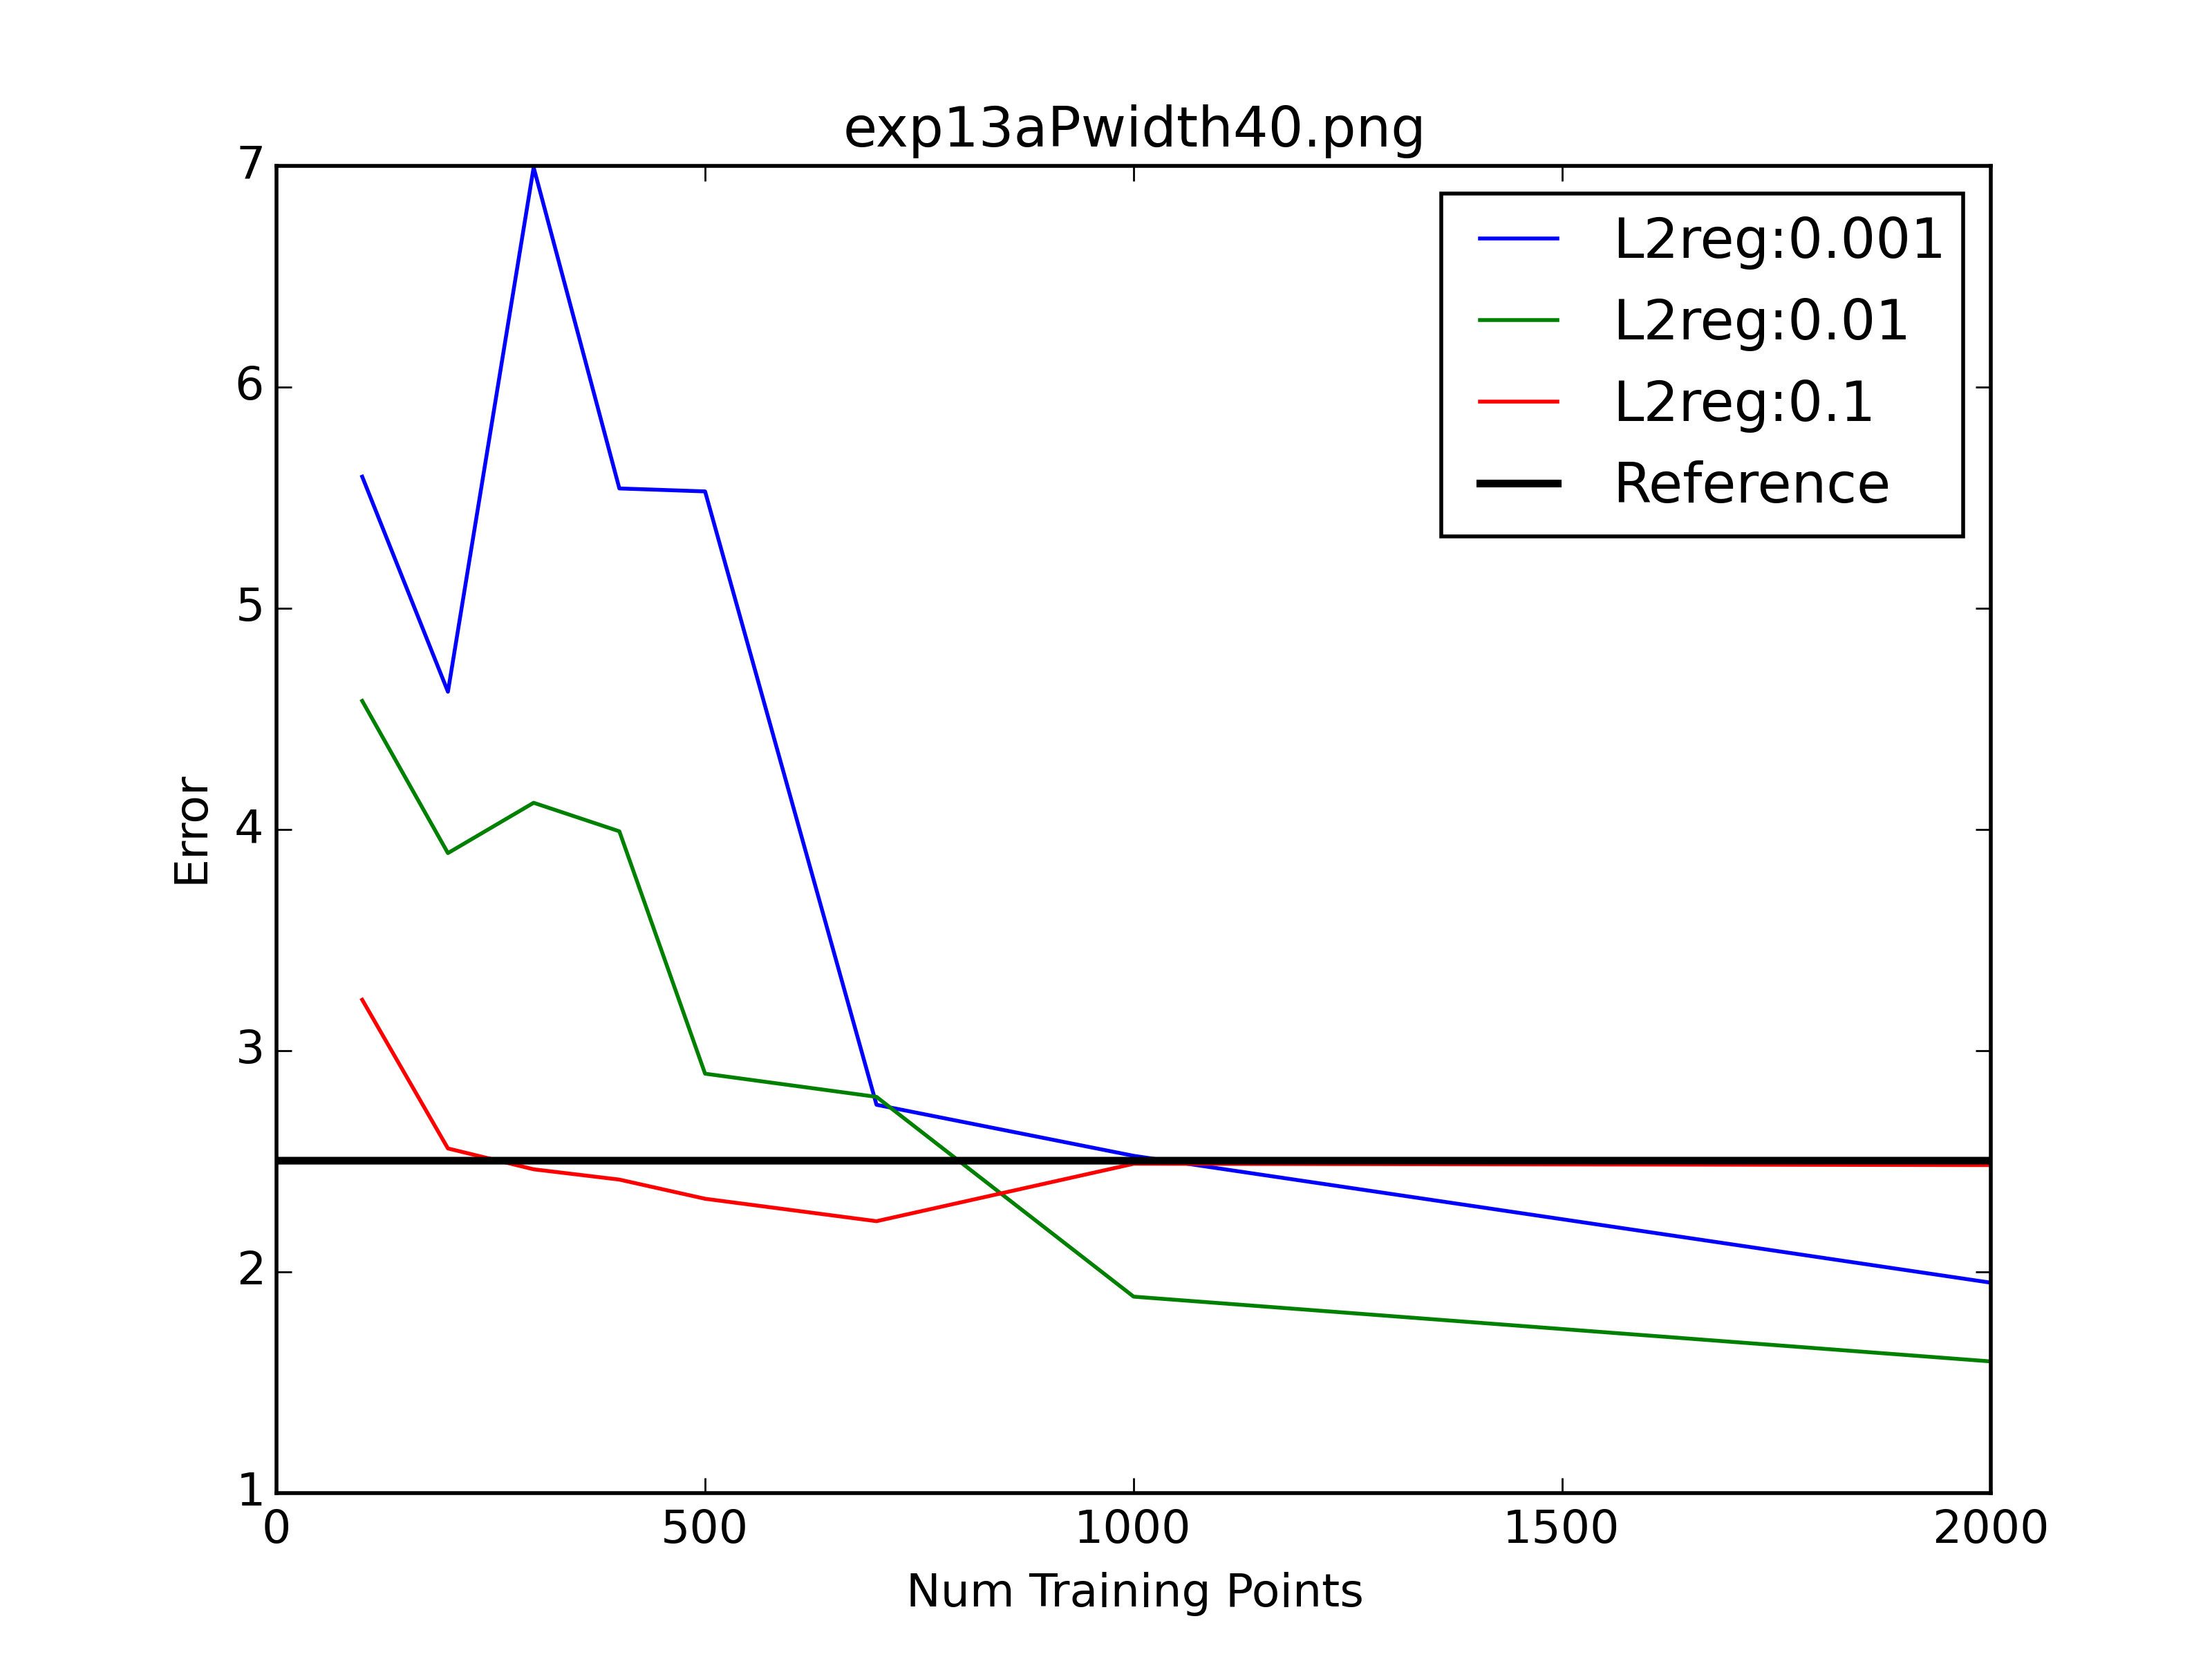 exp13aPwidth40.png
7
6
5
4
3
2
1
Error
L2reg:0.001
L2reg:0.01
L2reg:0.1
Reference
0 500 1000 1500 2000
Num Training Points